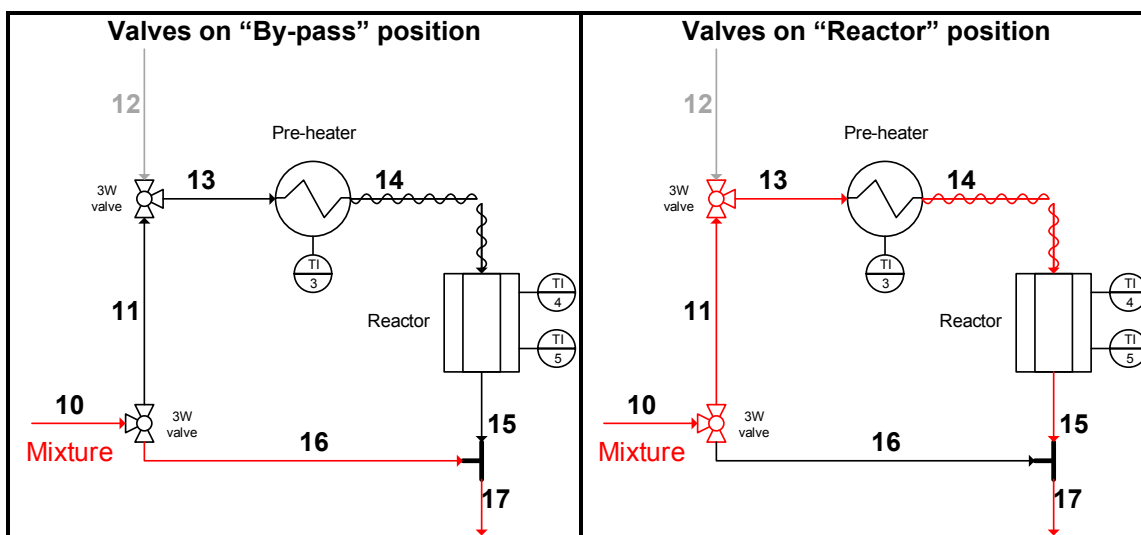 Valves on “By-pass” position
12
Pre-heater
3W
valve
13
14
TI
3
11
Reactor
TI
4
TI
5
10
3W
valve
Mixture
16
15
17
Valves on “Reactor” position
12
Pre-heater
3W
valve
13
14
TI
3
11
Reactor
TI
4
TI
5
10
3W
valve
Mixture
16
15
17